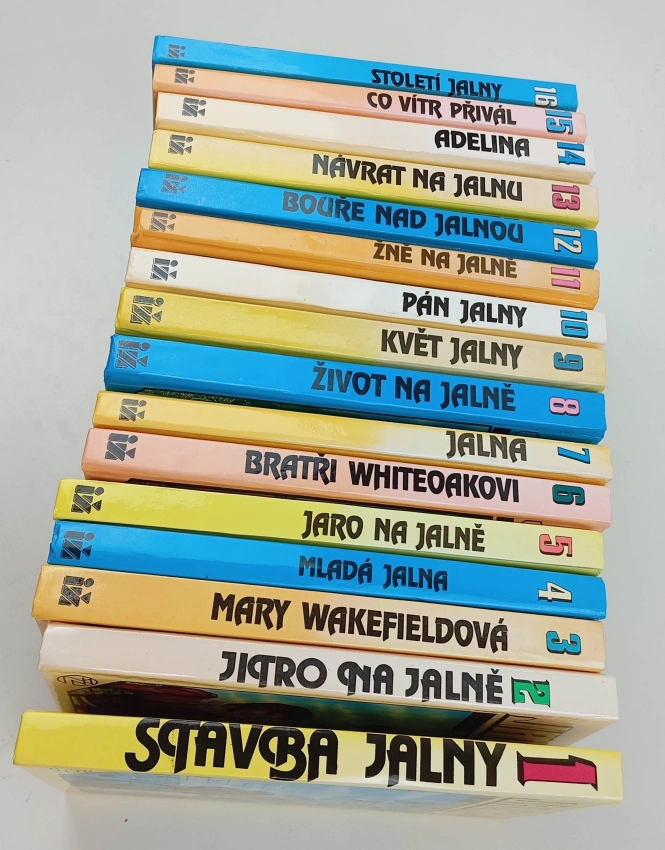 STOLETÍ JALNY 16
CO VÍTR PŘIVÁL 15
ADELINA 14
NÁVRAT NA JALNU 13
BOUŘE NAD JALNOU 12
ŽNĚ NA JALNĚ 11
PÁN JALNY 10
KVĚT JALNY 9
ŽIVOT NA JALNĚ 8
JALNA 7
BRATŘI WHITEOAKOVI 6
JARO NA JALNĚ 5
MLADÁ JALNA 4
MARY WAKEFIELDOVÁ 3
JITRO NA JALNĚ 2
STAVBA JALNY 1